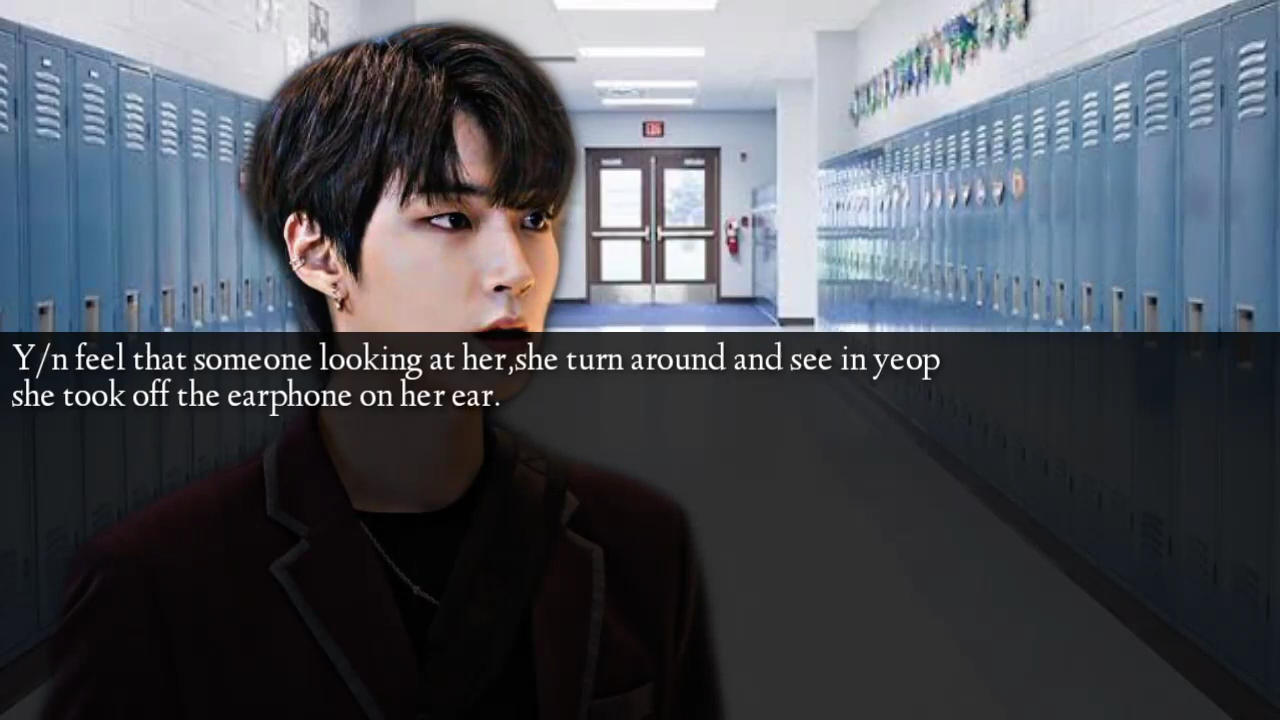 Y/n feel that someone looking at her,she turn around and see in yeop
she took off the earphone on her ear.